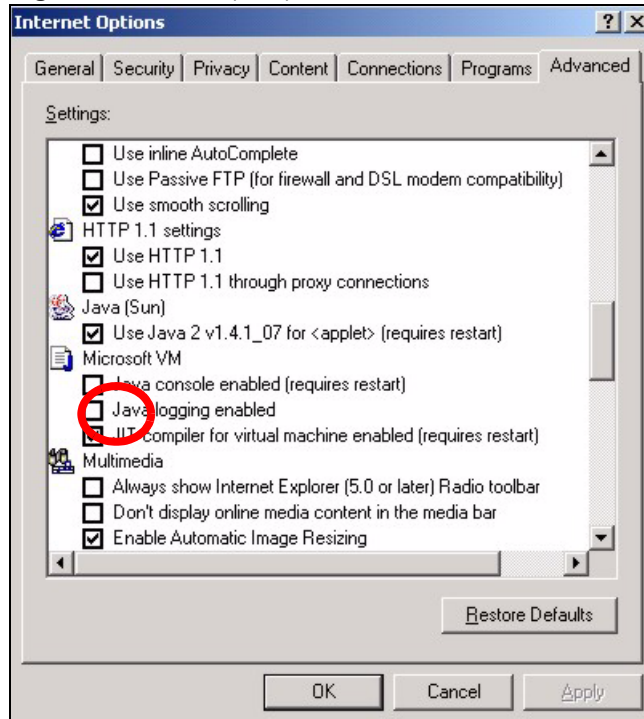 Internet Options
General Security Privacy Content Connections Programs Advanced
Settings:
Use inline AutoComplete
Use Passive FTP (for firewall and DSL modem compatibility)
Use smooth scrolling
HTTP 1.1 settings
Use HTTP 1.1
Use HTTP 1.1 through proxy connections
Java (Sun)
Use Java 2 v1.4.1_07 for <applet> (requires restart)
Microsoft VM
Java console enabled (requires restart)
Java logging enabled
JIT compiler for virtual machine enabled (requires restart)
Multimedia
Always show Internet Explorer (5.0 or later) Radio toolbar
Don't display online media content in the media bar
Enable Automatic Image Resizing
Restore Defaults
OK Cancel Apply